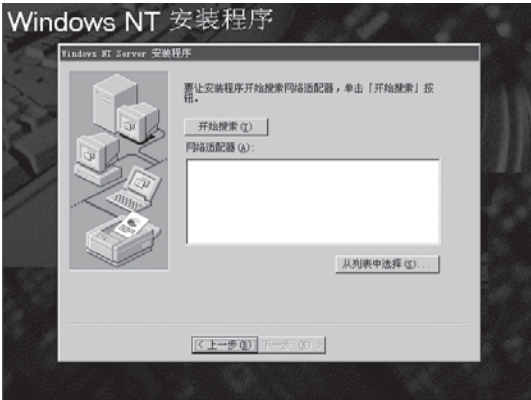 Windows NT 安装程序
Windows NT Server 安装程序
要让安装程序开始搜索网络适配器，单击「开始搜索」按
钮。
开始搜索(I)
网络适配器(A):
从列表中选择(S)...
<上一步(B)
下一步(N)>